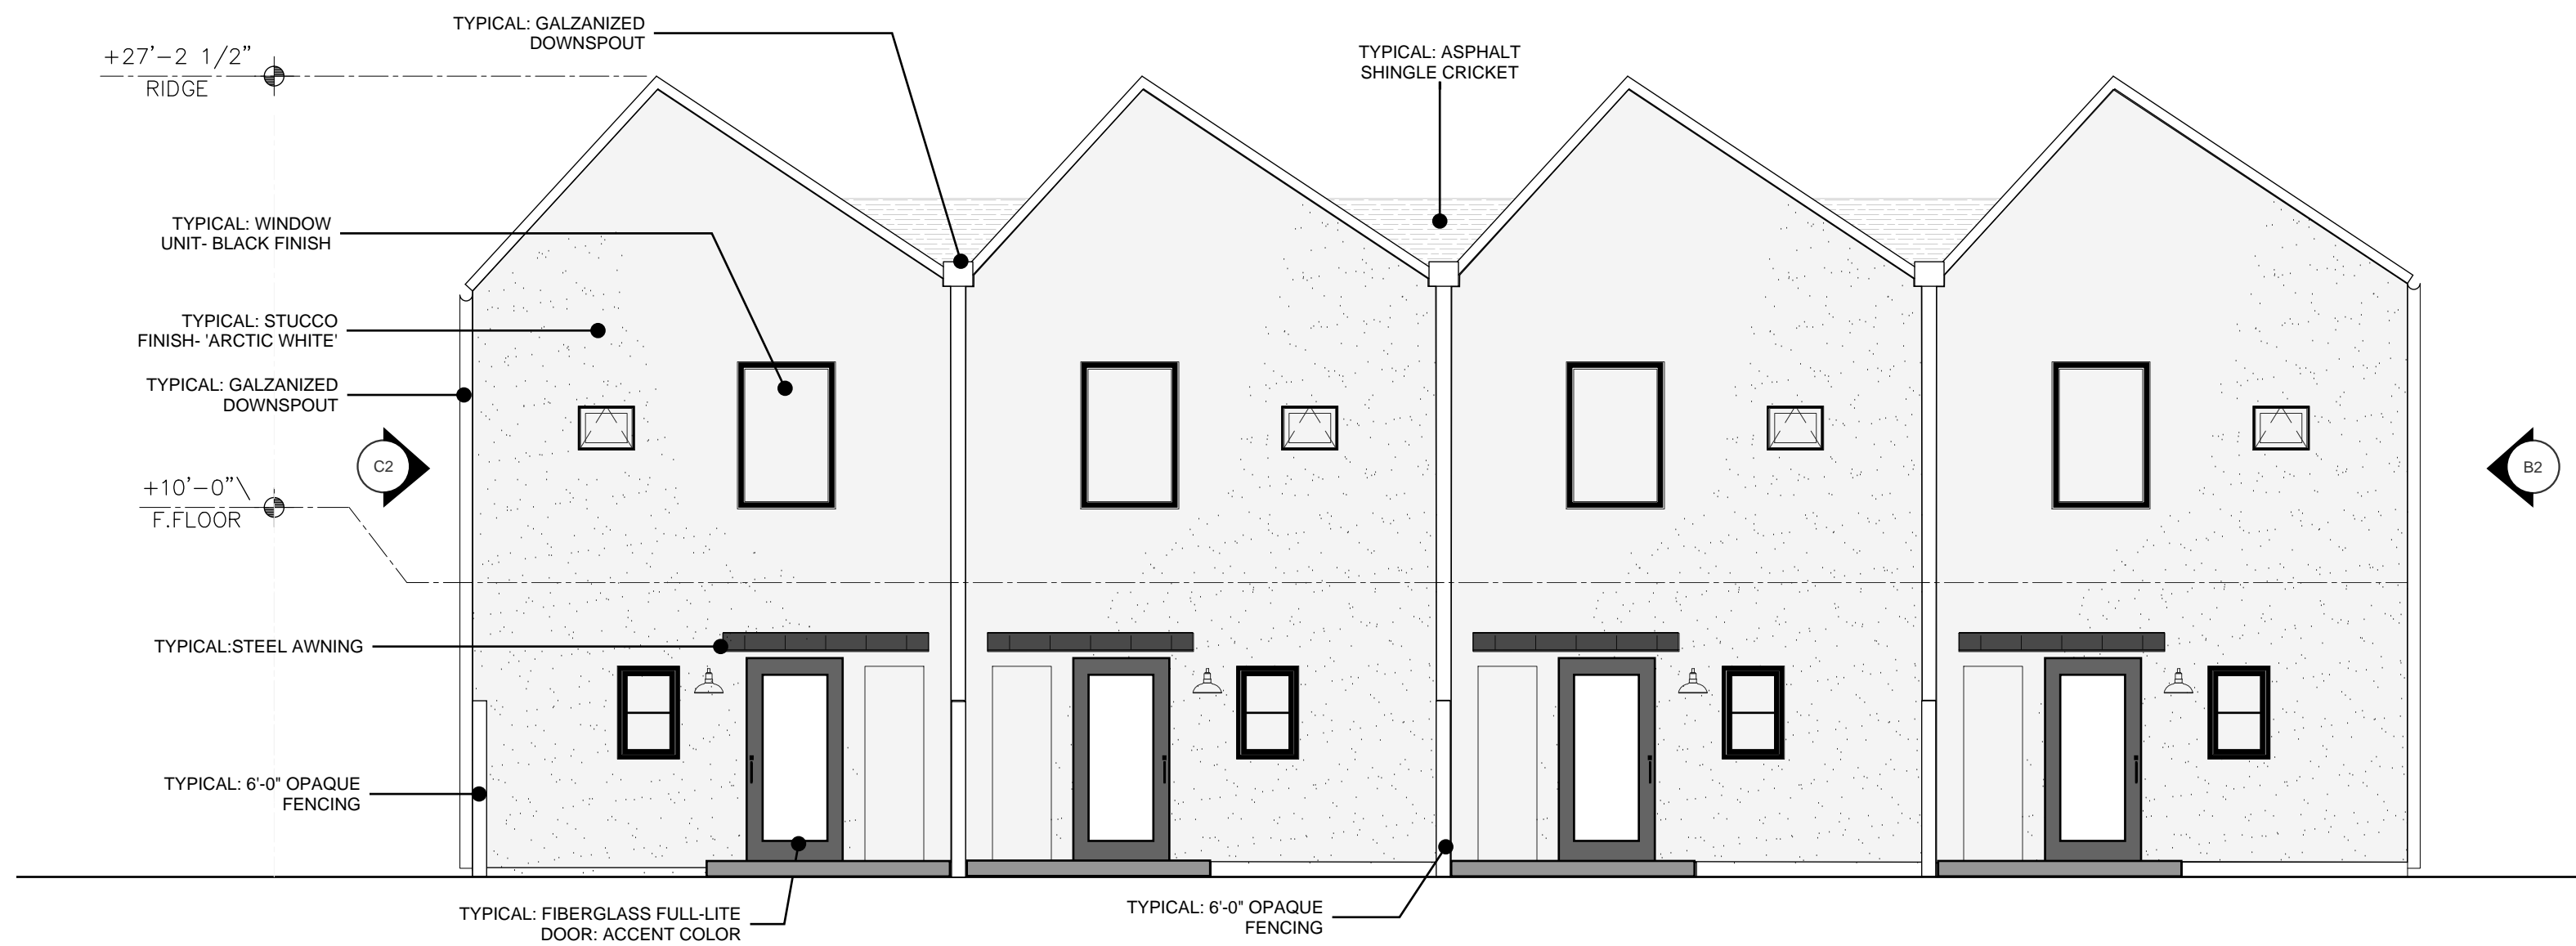 TYPICAL: GALZANIZED
DOWNSPOUT
+27'-2 1/2"
RIDGE
TYPICAL: ASPHALT
SHINGLE CRICKET
TYPICAL: WINDOW
UNIT- BLACK FINISH
TYPICAL: STUCCO
FINISH- 'ARCTIC WHITE'
TYPICAL: GALZANIZED
DOWNSPOUT
C2
B2
+10'-0"\
F.FLOOR
TYPICAL:STEEL AWNING
TYPICAL: 6'-0" OPAQUE
FENCING
TYPICAL: FIBERGLASS FULL-LITE
DOOR: ACCENT COLOR
TYPICAL: 6'-0" OPAQUE
FENCING